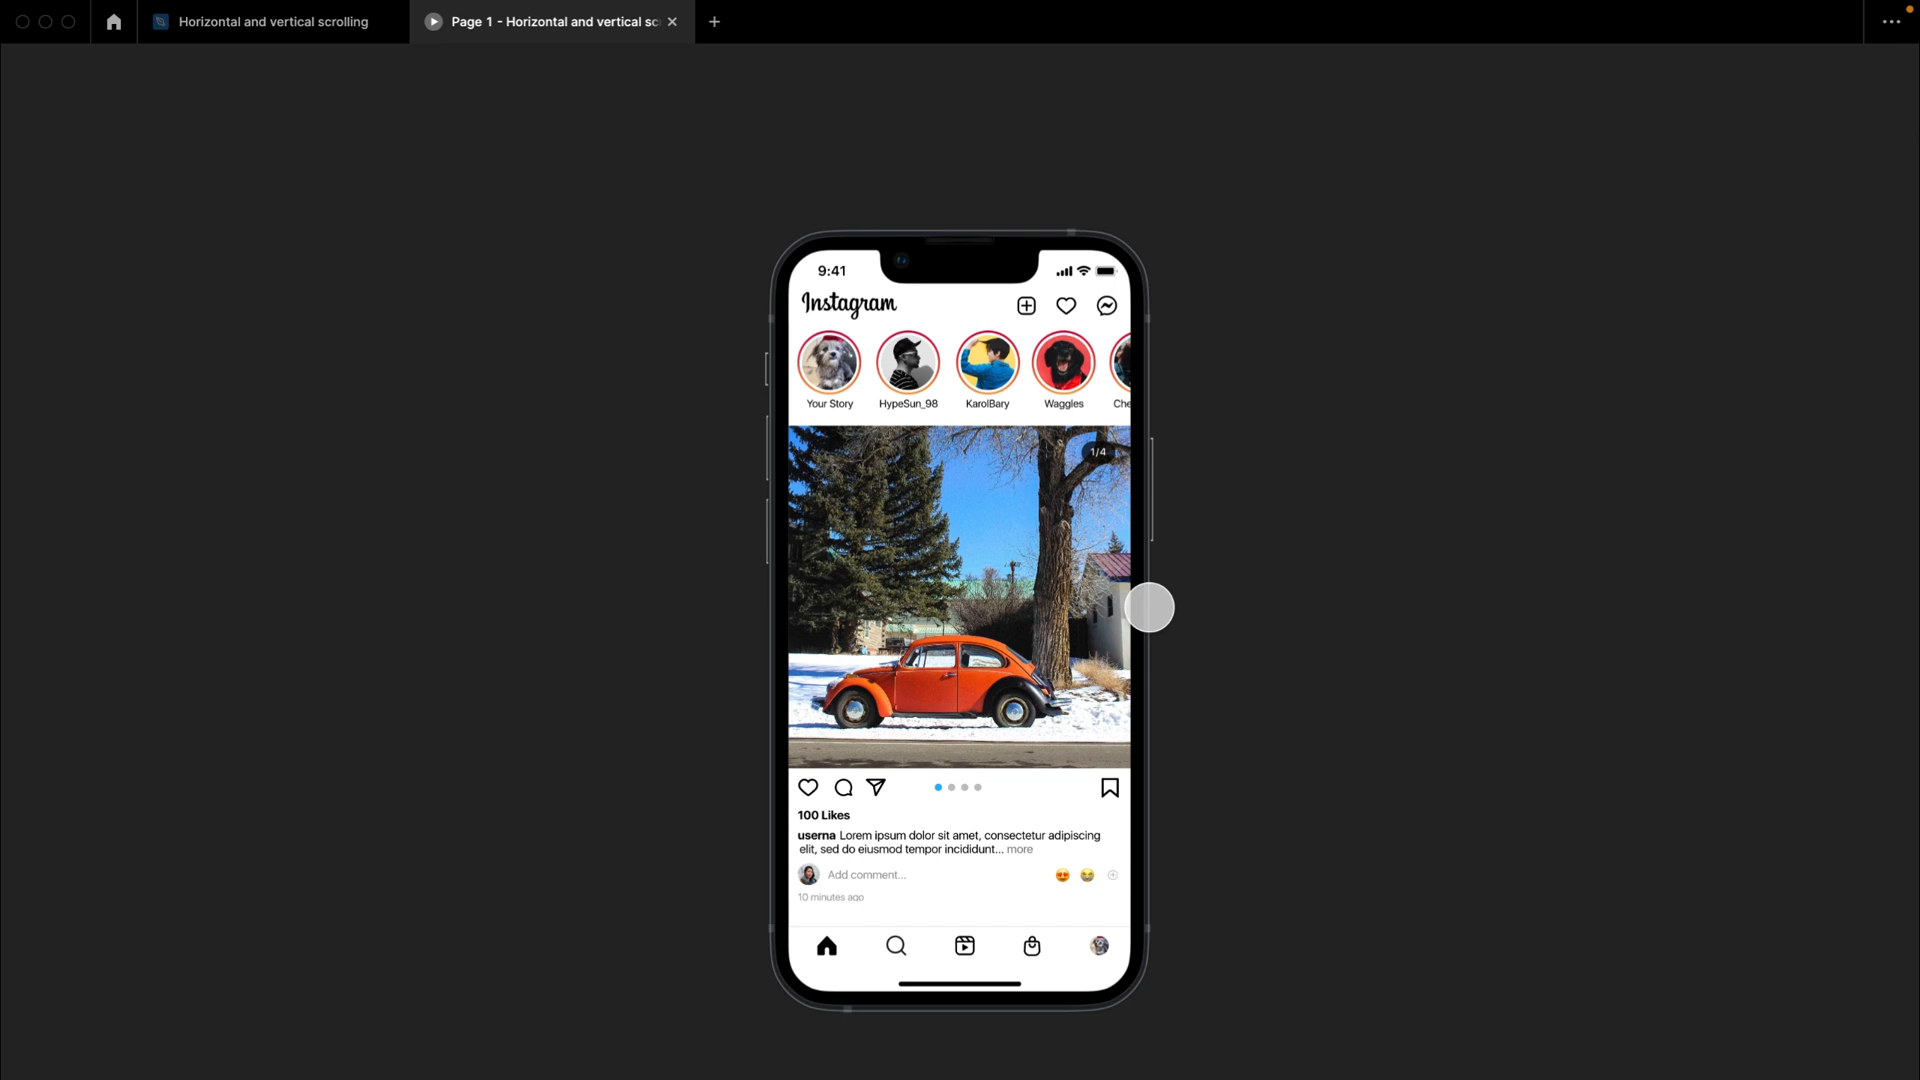 Horizontal and vertical scrolling
Page 1 - Horizontal and vertical sc
9:41
Instagram
Your Story
HypeSun_98
KarolBary
Waggles
Che
1/4
100 Likes
userna Lorem ipsum dolor sit amet, consectetur adipiscing
elit, sed do eiusmod tempor incididunt... more
Add comment...
10 minutes ago